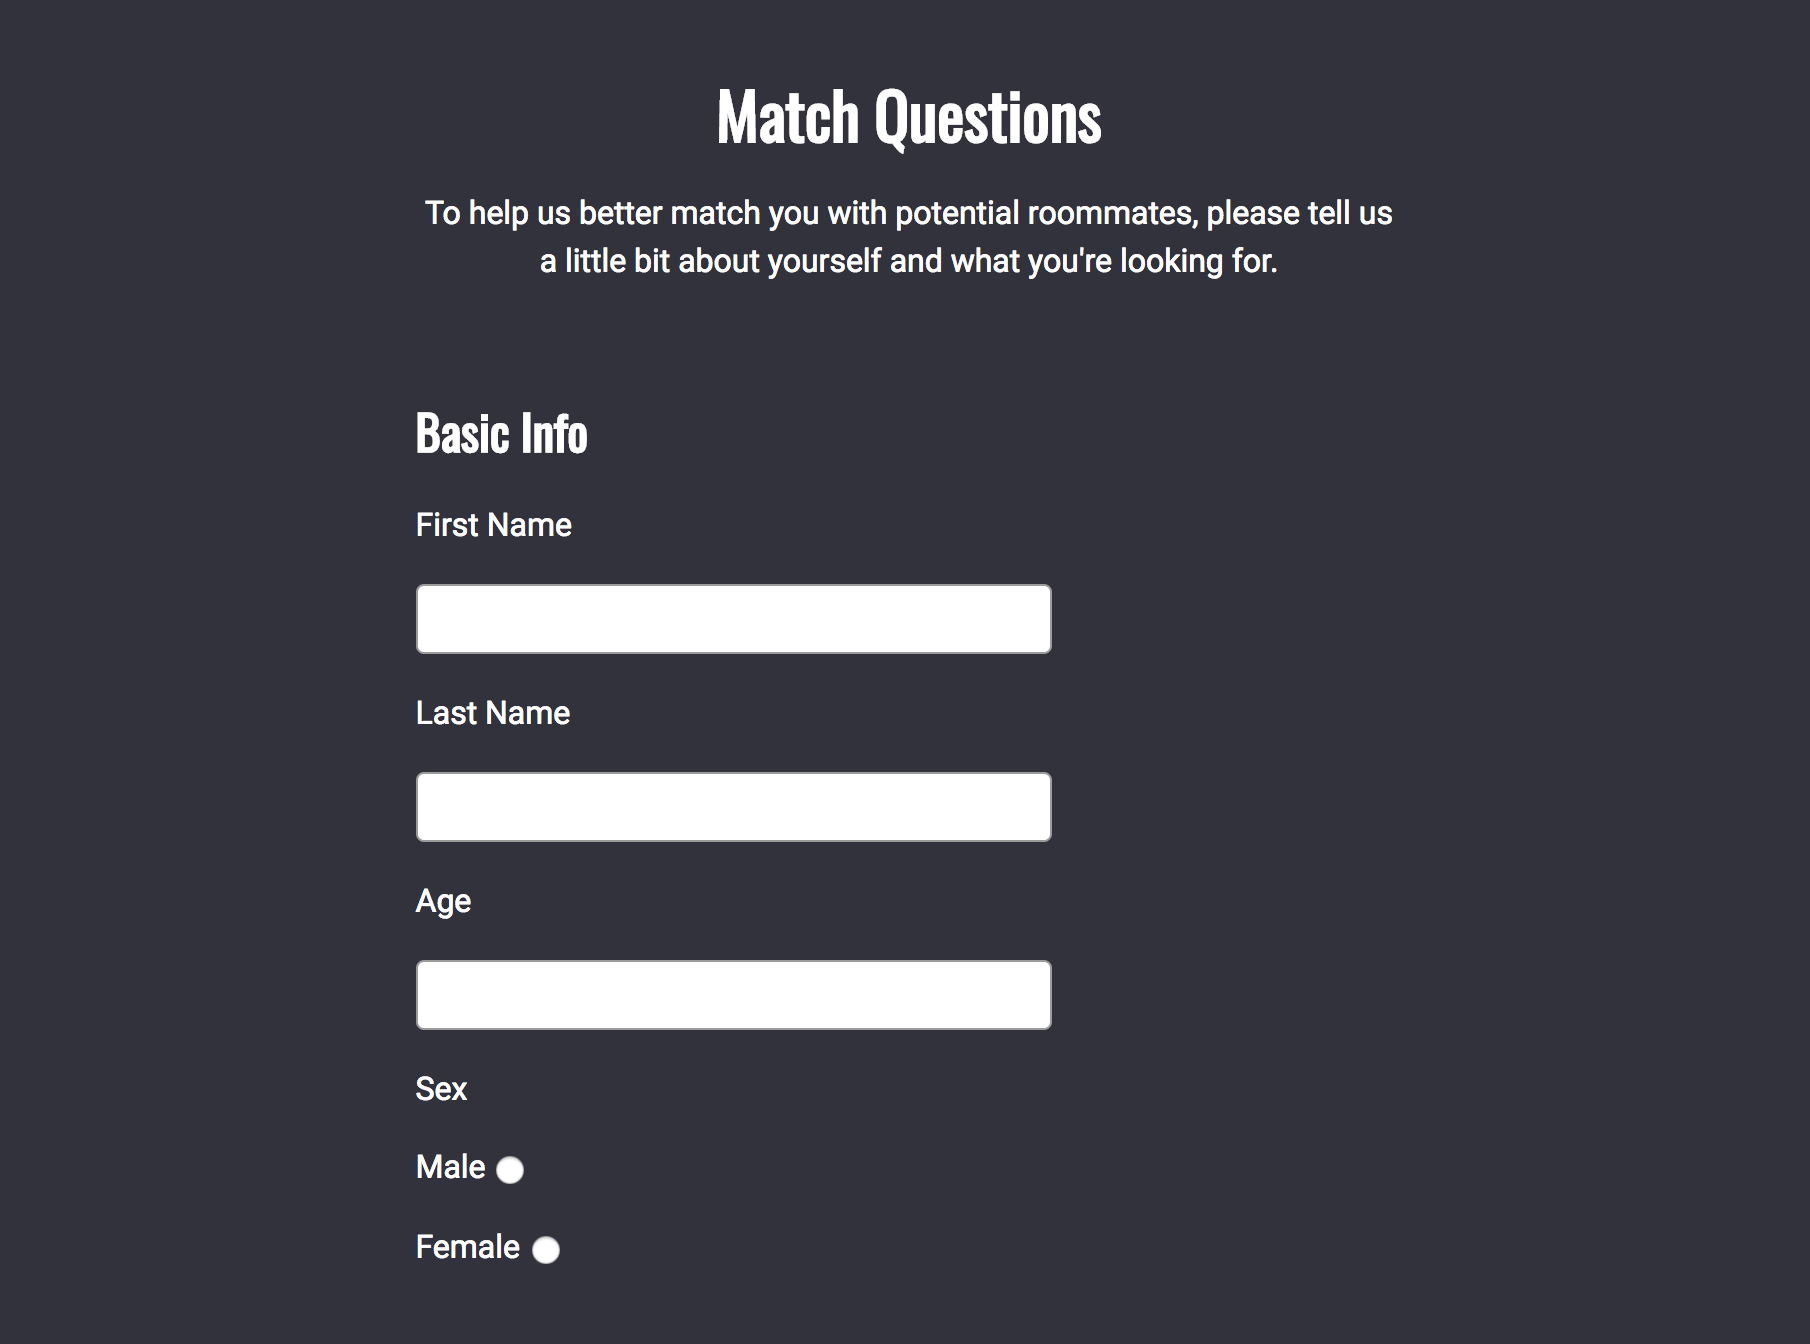 Match Questions
To help us better match you with potential roommates, please tell us
a little bit about yourself and what you're looking for.
Basic Info
First Name
Last Name
Age
Sex
Male
Female